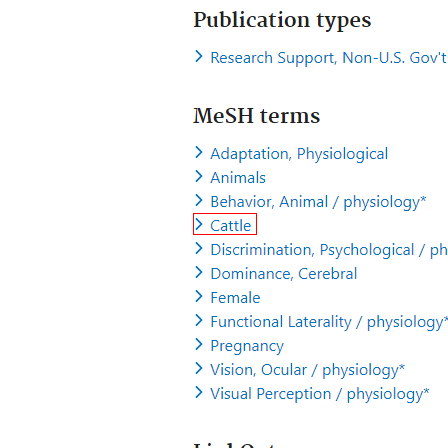 Publication types
Research Support, Non-U.S. Gov't
MeSH terms
Adaptation, Physiological
Animals
Behavior, Animal / physiology*
Cattle
Discrimination, Psychological / ph
Dominance, Cerebral
Female
Functional Laterality / physiology*
Pregnancy
Vision, Ocular / physiology*
Visual Perception / physiology*